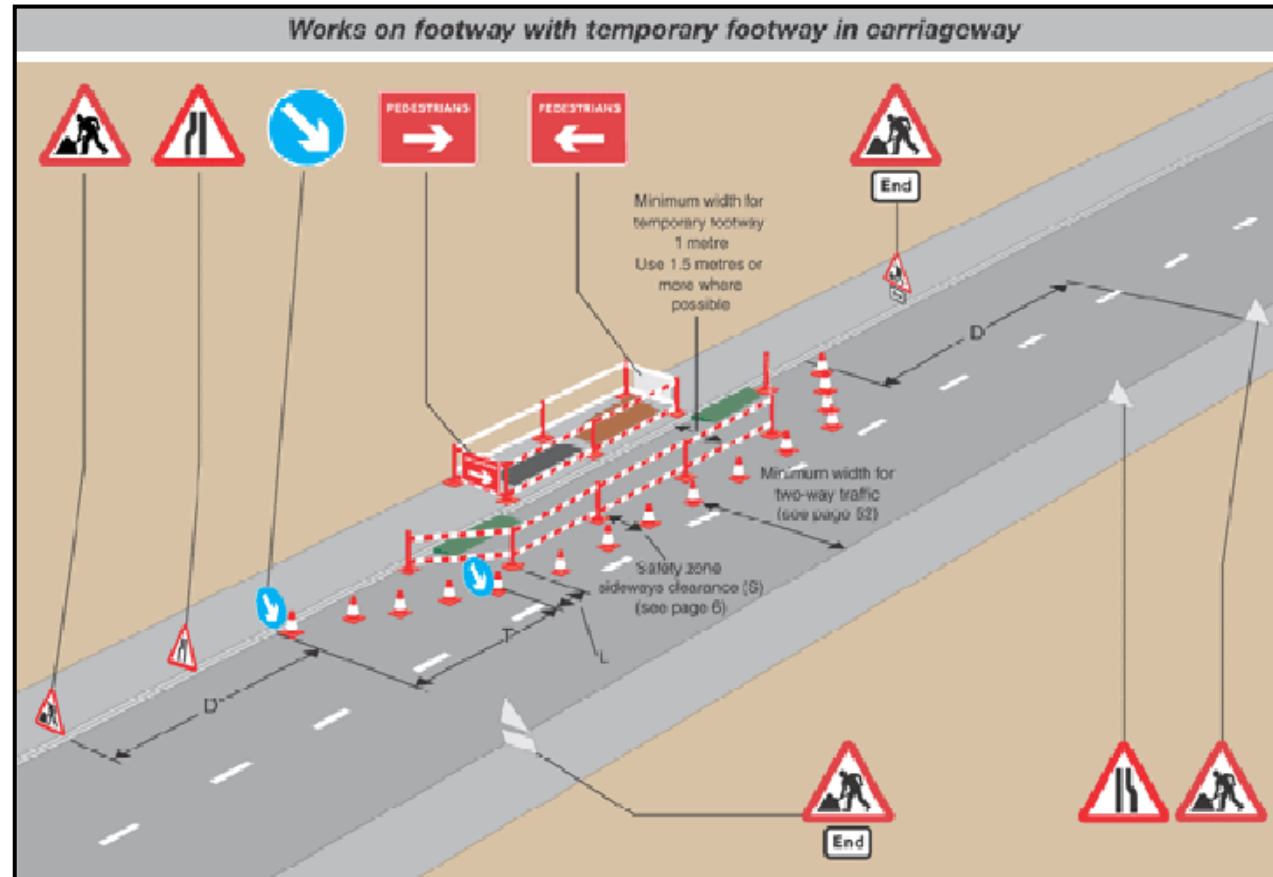 Works on footway with temporary footway in carriageway
PEDESTRIANS
PEDESTRIANS
End
Minimum width for
temporary footway
1 metre
Use 1.5 metres or
more where
possible
D
Minimum width for
two-way traffic
(see page 52)
Safety zone
sideways clearance (S)
(see page 6)
T
L
D
End